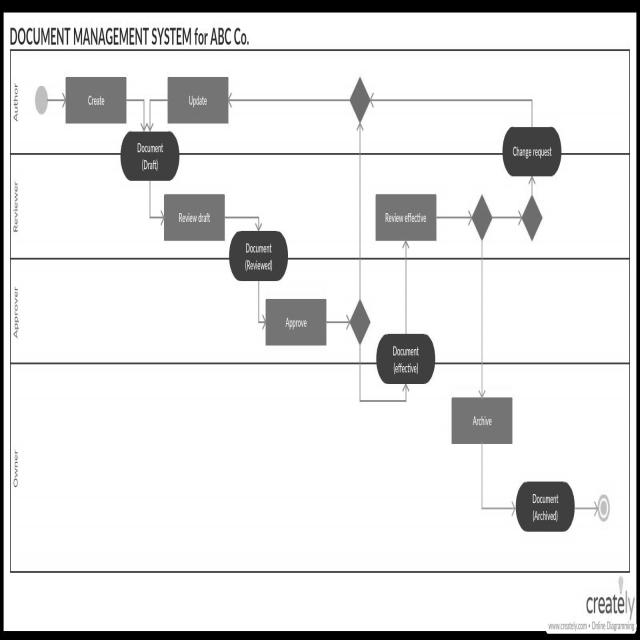 DOCUMENT MANAGEMENT SYSTEM for ABC Co.
Author
Create
Update
Document
(Draft)
Change request
Reviewer
Review draft
Review effective
Document
(Reviewed)
Approver
Approve
Document
(effective)
Owner
Archive
Document
(Archived)
creately
www.creately.com • Online Diagramming